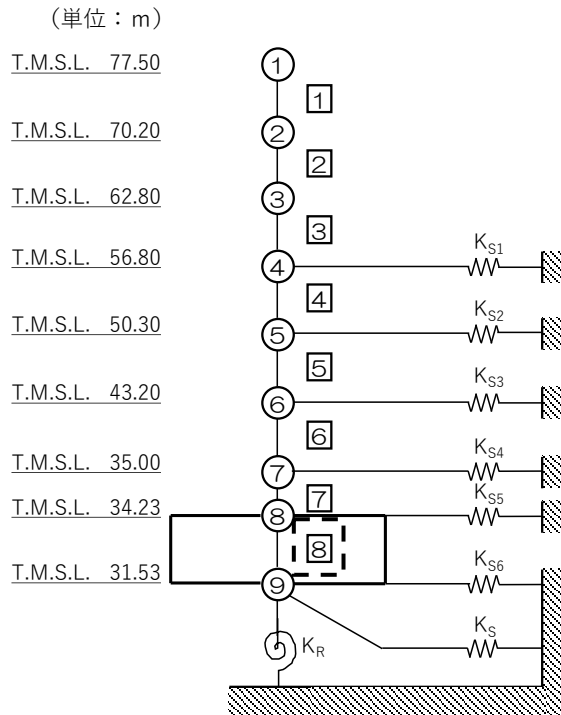 （単位：m）
T.M.S.L. 77.50 ①
1
T.M.S.L. 70.20 ②
2
T.M.S.L. 62.80 ③
3
KS1
T.M.S.L. 56.80 ④
4
KS2
T.M.S.L. 50.30 ⑤
5
KS3
T.M.S.L. 43.20 ⑥
6
KS4
T.M.S.L. 35.00 ⑦
7
KS5
T.M.S.L. 34.23 ⑧
8
KS6
T.M.S.L. 31.53 ⑨
KS
KR